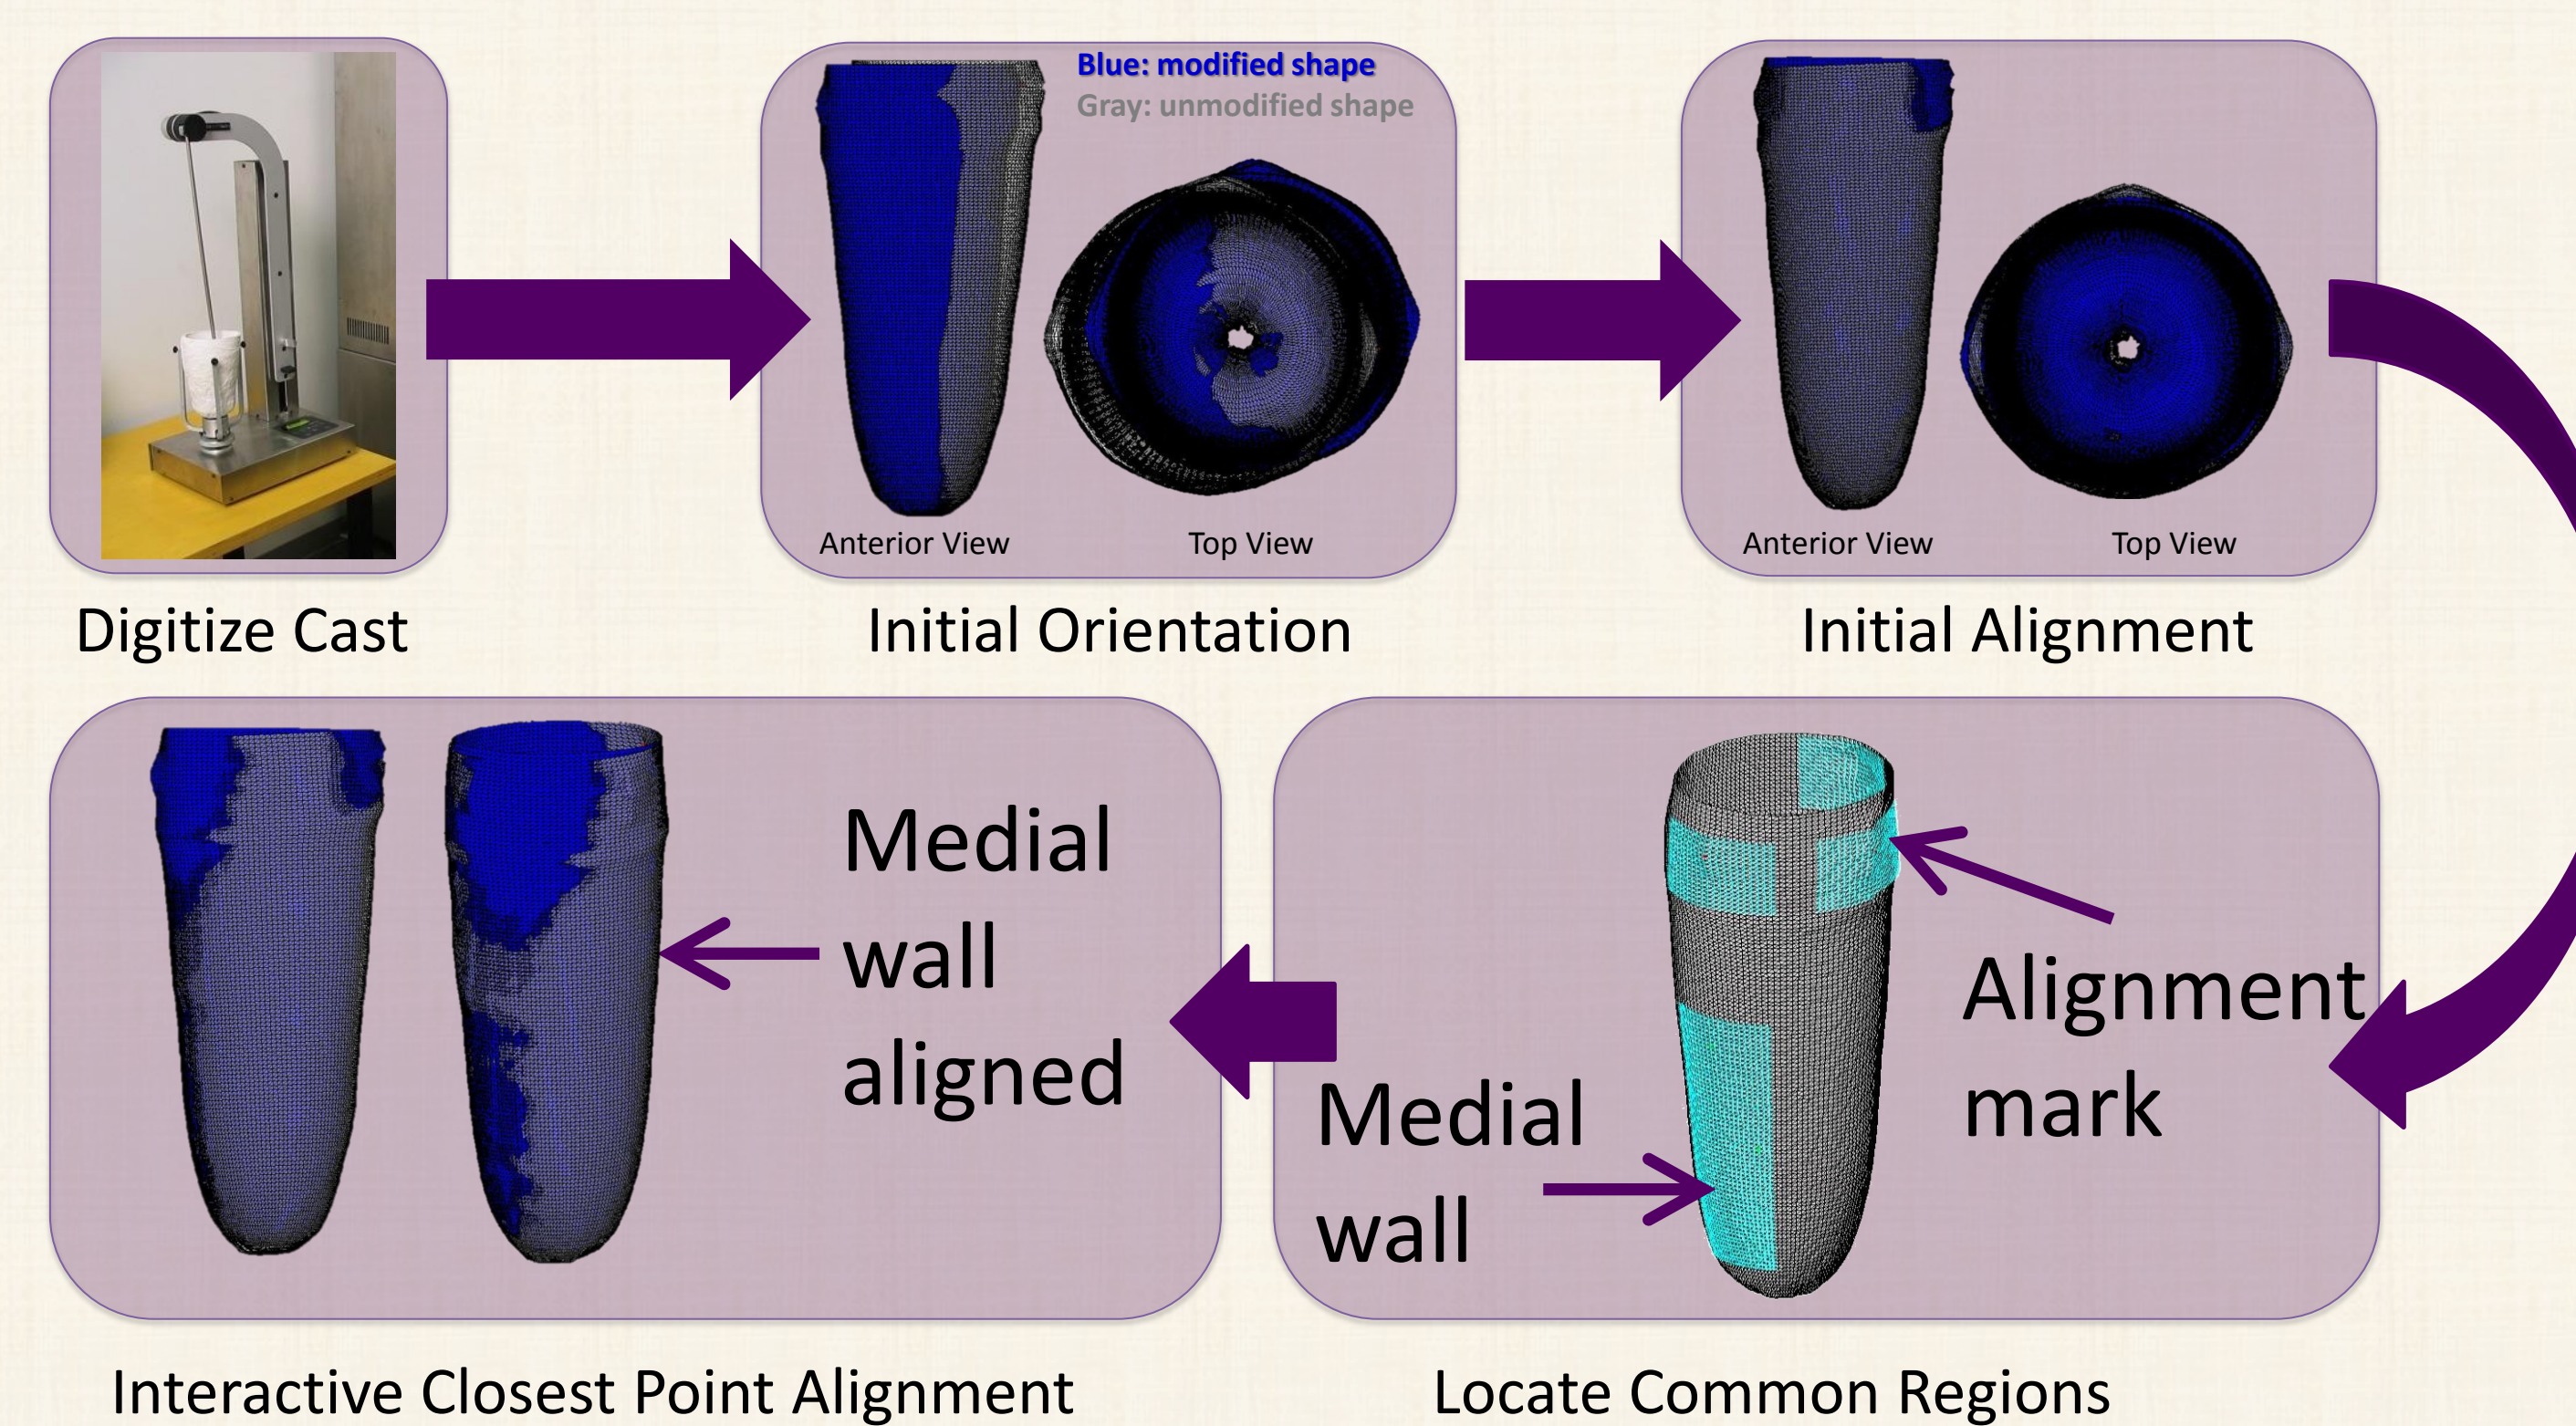 Blue: modified shape
Gray: unmodified shape
Anterior View
Top View
Anterior View
Top View
Digitize Cast
Initial Orientation
Initial Alignment
Medial
wall
aligned
Alignment
mark
Medial
wall
Interactive Closest Point Alignment
Locate Common Regions